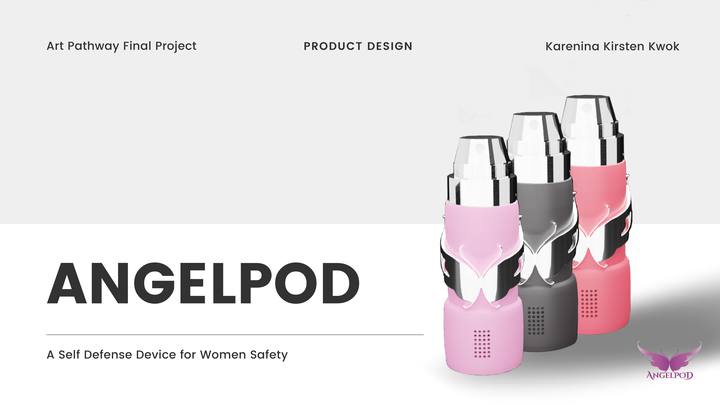 Art Pathway Final Project
PRODUCT DESIGN
Karenina Kirsten Kwok
ANGELPOD
A Self Defense Device for Women Safety
ANGELPOD